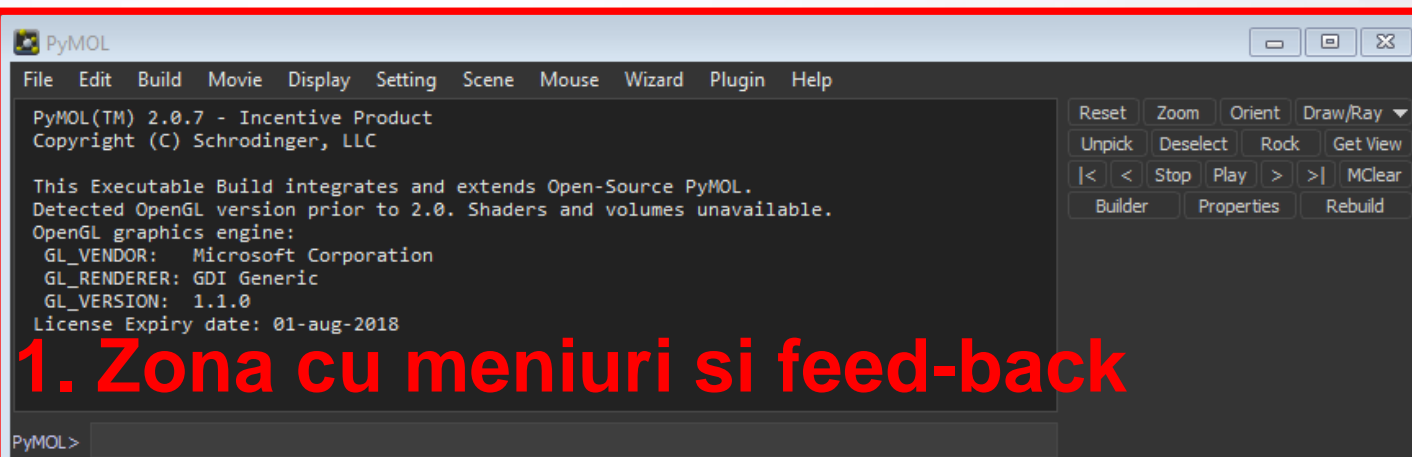 PyMOL
File Edit Build Movie Display Setting Scene Mouse Wizard Plugin Help
PyMOL(TM) 2.0.7 - Incentive Product
Copyright (C) Schrodinger, LLC
This Executable Build integrates and extends Open-Source PyMOL.
Detected OpenGL version prior to 2.0. Shaders and volumes unavailable.
OpenGL graphics engine:
GL_VENDOR: Microsoft Corporation
GL_RENDERER: GDI Generic
GL_VERSION: 1.1.0
License Expiry date: 01-aug-2018
1. Zona cu meniuri si feed-back
PyMOL>
Reset Zoom Orient Draw/Ray
Unpick Deselect Rock Get View
|< < Stop Play > >| MClear
Builder Properties Rebuild